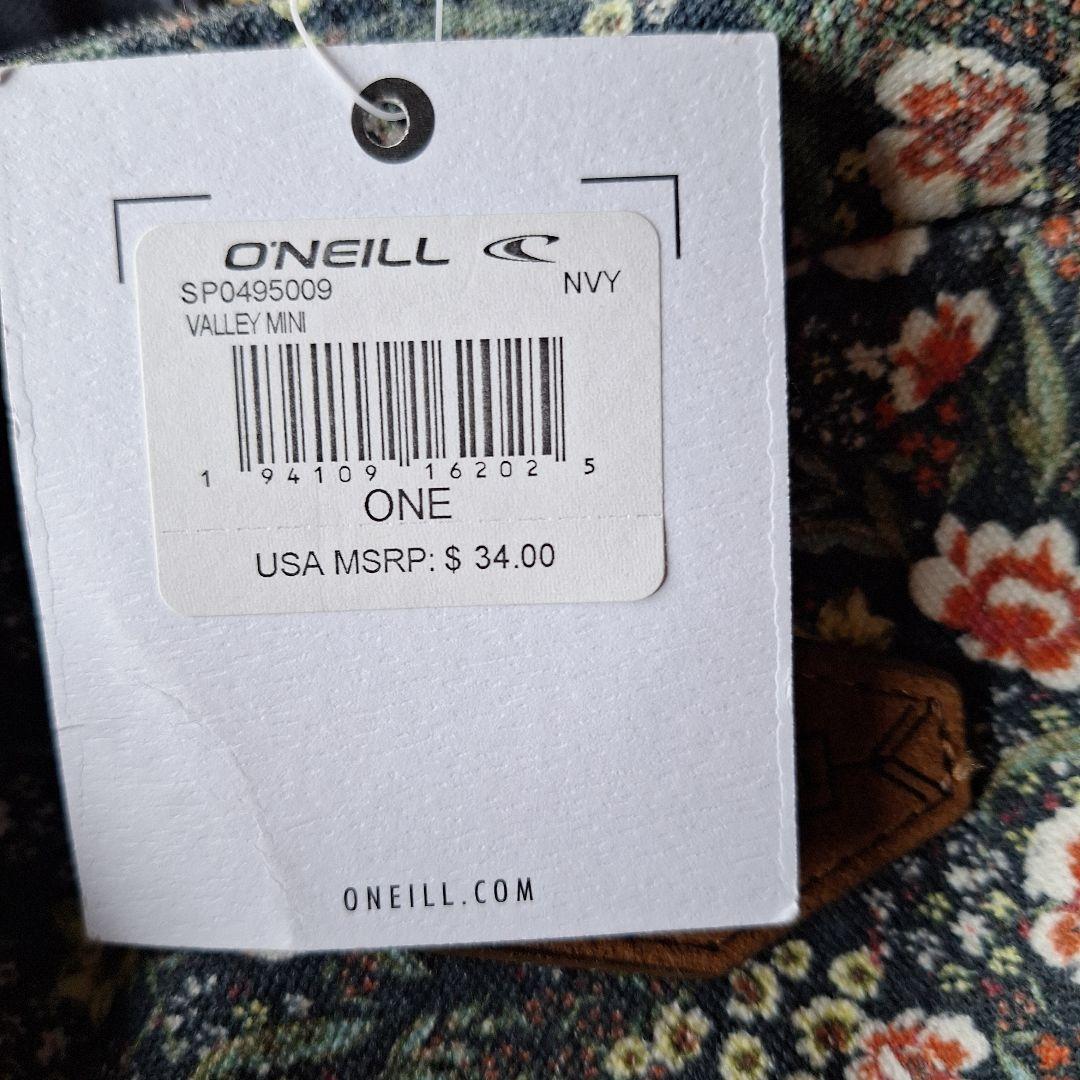 O'NEILL
SP0495009 NVY
VALLEY MINI
1 94109 16202 5
ONE
USA MSRP: $ 34.00
ONEILL.COM